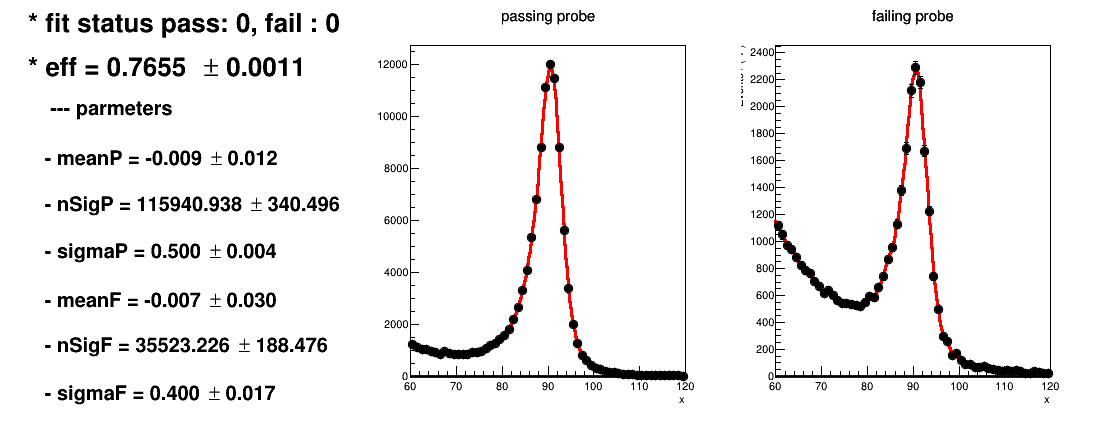 * fit status pass: 0, fail : 0
* eff = 0.7655 ± 0.0011
--- parmeters
- meanP = -0.009 ± 0.012
- nSigP = 115940.938 ± 340.496
- sigmaP = 0.500 ± 0.004
- meanF = -0.007 ± 0.030
- nSigF = 35523.226 ± 188.476
- sigmaF = 0.400 ± 0.017
passing probe
12000
10000
8000
6000
4000
2000
0
60 70 80 90 100 110 120
x
failing probe
2400
2200
2000
1800
1600
1400
1200
1000
800
600
400
200
0
60 70 80 90 100 110 120
x